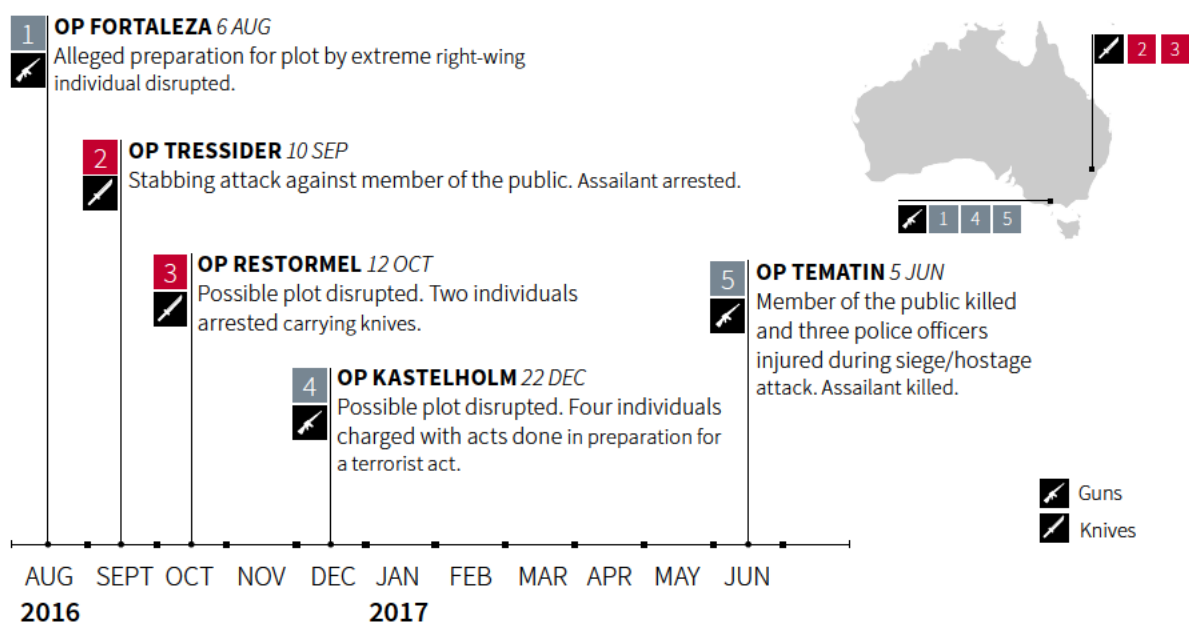 1
OP FORTALEZA 6 AUG
Alleged preparation for plot by extreme right-wing
individual disrupted.
2 3
2
OP TRESSIDER 10 SEP
Stabbing attack against member of the public. Assailant arrested.
1 4 5
3
OP RESTORMEL 12 OCT
Possible plot disrupted. Two individuals
arrested carrying knives.
5
OP TEMATIN 5 JUN
Member of the public killed
and three police officers
injured during siege/hostage
attack. Assailant killed.
4
OP KASTELHOLM 22 DEC
Possible plot disrupted. Four individuals
charged with acts done in preparation for
a terrorist act.
Guns
Knives
AUG SEPT OCT NOV DEC JAN FEB MAR APR MAY JUN
2016 2017